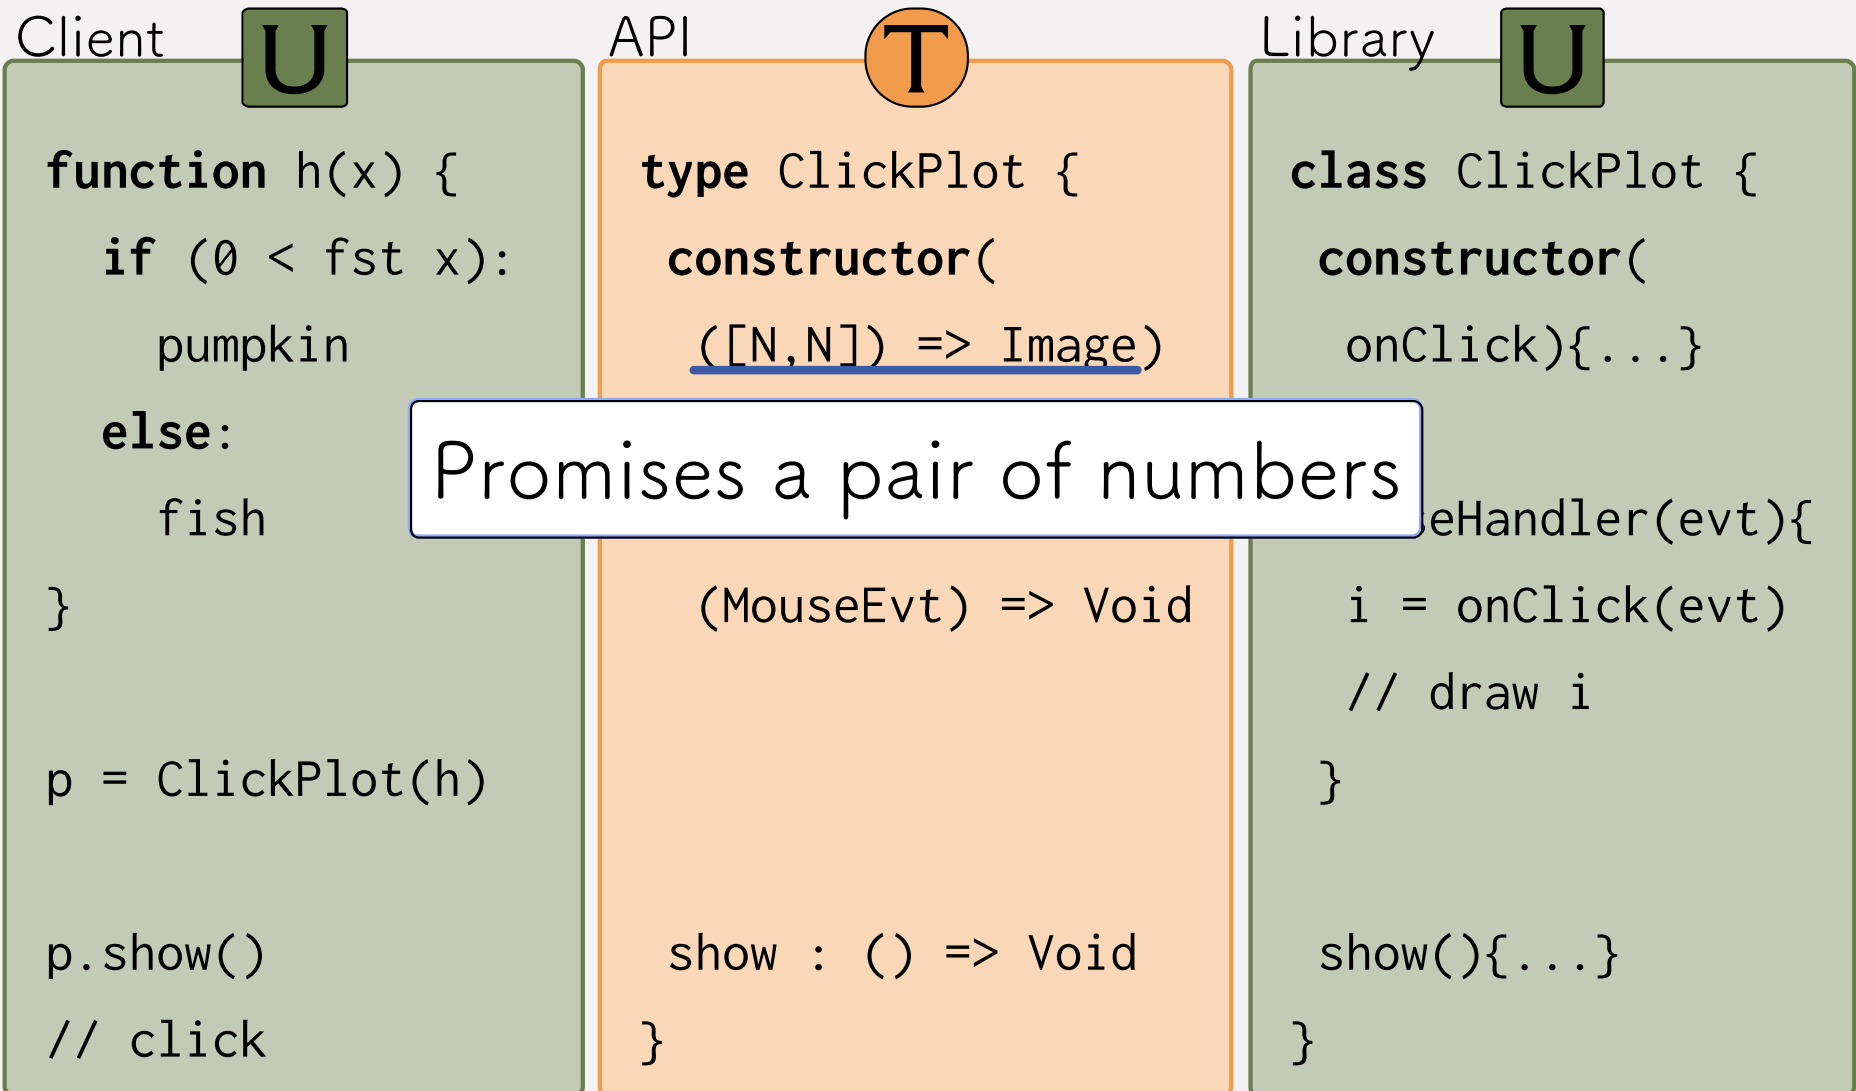 Client U
function h(x) {
if (0 < fst x):
pumpkin
else:
fish
}
p = ClickPlot(h)
p.show()
// click
API T
type ClickPlot {
constructor(
([N,N]) => Image)
Promises a pair of numbers
(MouseEvt) => Void
show : () => Void
}
Library U
class ClickPlot {
constructor(
onClick){...}
(evt){
i = onClick(evt)
// draw i
}
show(){...}
}